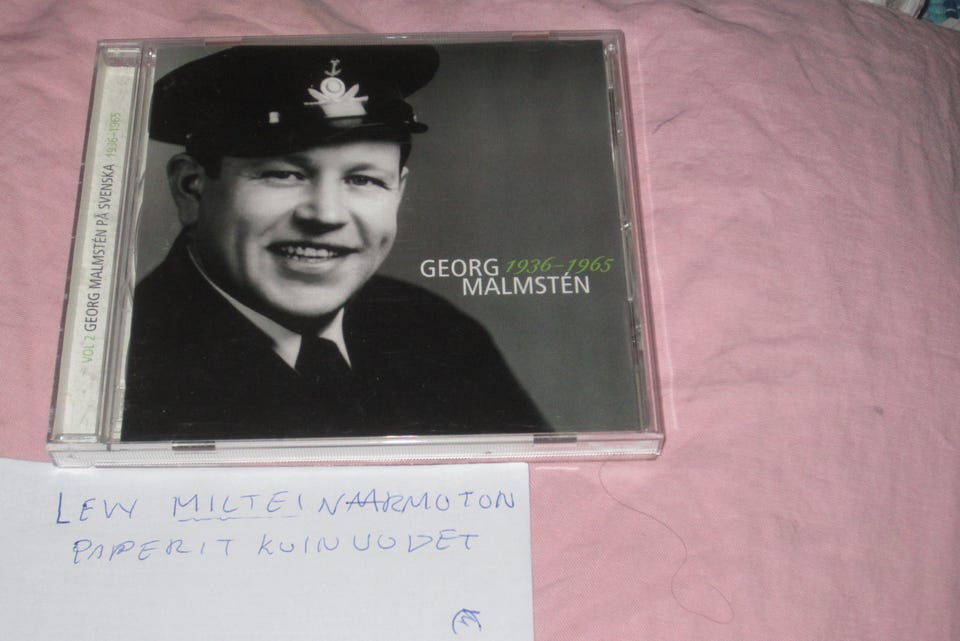 VOL 2 GEORG MALMSTÉN PÅ SVENSKA 1936–1965
GEORG 1936–1965
MALMSTÉN
LEVY MILTEI NAARMUTON
PAPERIT KUIN UUDET